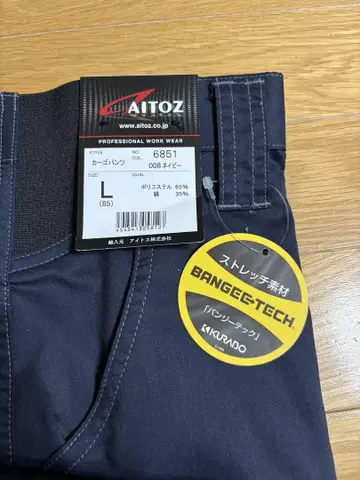 AITOZ
www.aitoz.co.jp
PROFESSIONAL WORK WEAR
STYLE
カーゴパンツ
NO. 6851
COL. 008 ネイビー
SIZE
QUAL
L
(85)
ポリエステル 65%
綿 35%
輸入元 アイトス株式会社
ストレッチ素材
BANGEE-TECH
「バンジーテック」
KURABO